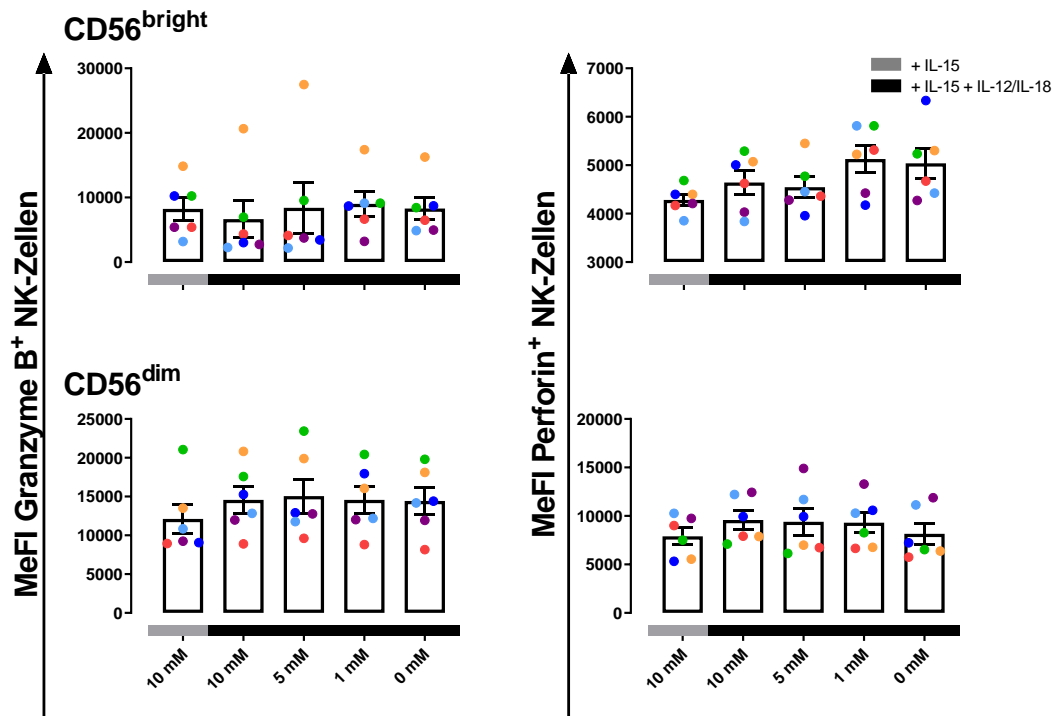 CD56bright
MeFI Granzyme B+ NK-Zellen
30000
20000
10000
0
MeFI Perforin+ NK-Zellen
7000
6000
5000
4000
3000
+ IL-15
+ IL-15 + IL-12/IL-18
CD56dim
25000
20000
15000
10000
5000
0
10 mM
10 mM
5 mM
1 mM
0 mM
20000
15000
10000
5000
0
10 mM
10 mM
5 mM
1 mM
0 mM